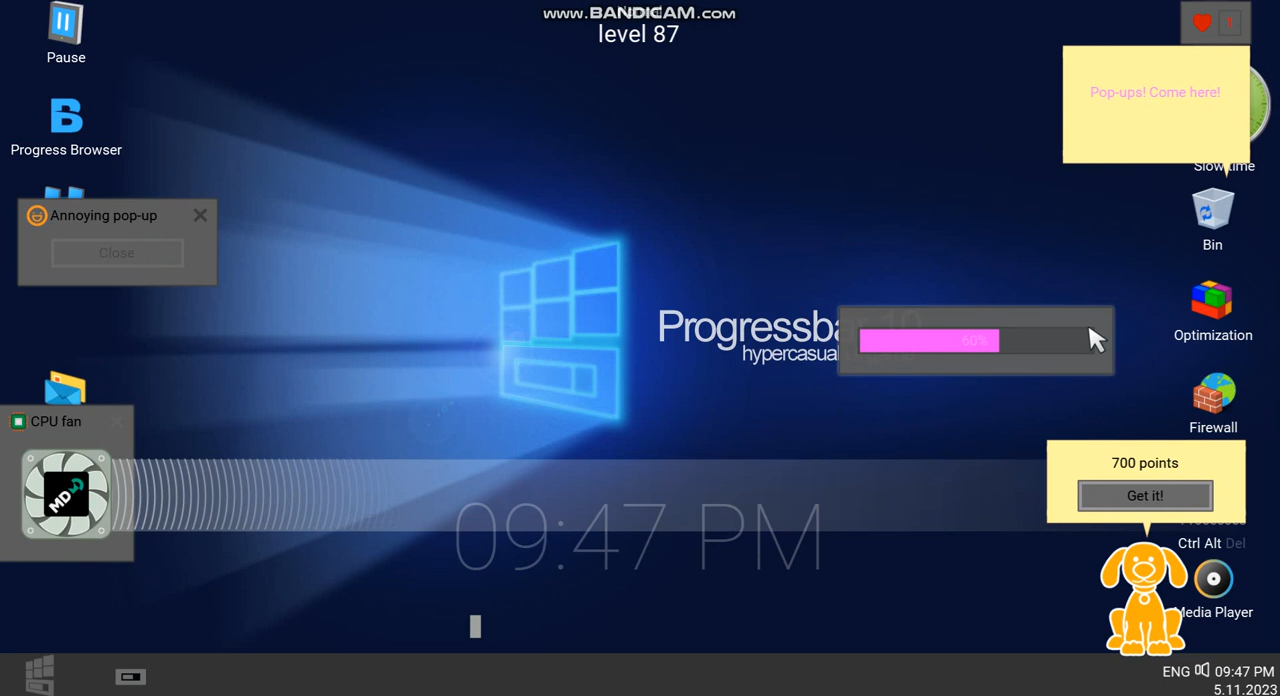 www.BANDICAM.com
level 87
Pause
Progress Browser
Annoying pop-up
Close
CPU fan
MD
Pop-ups! Come here!
Slow time
Bin
Optimization
Firewall
Progressba
hypercasual
60%
700 points
Get it!
Ctrl Alt Del
Media Player
09:47 PM
ENG 09:47 PM
5.11.2023